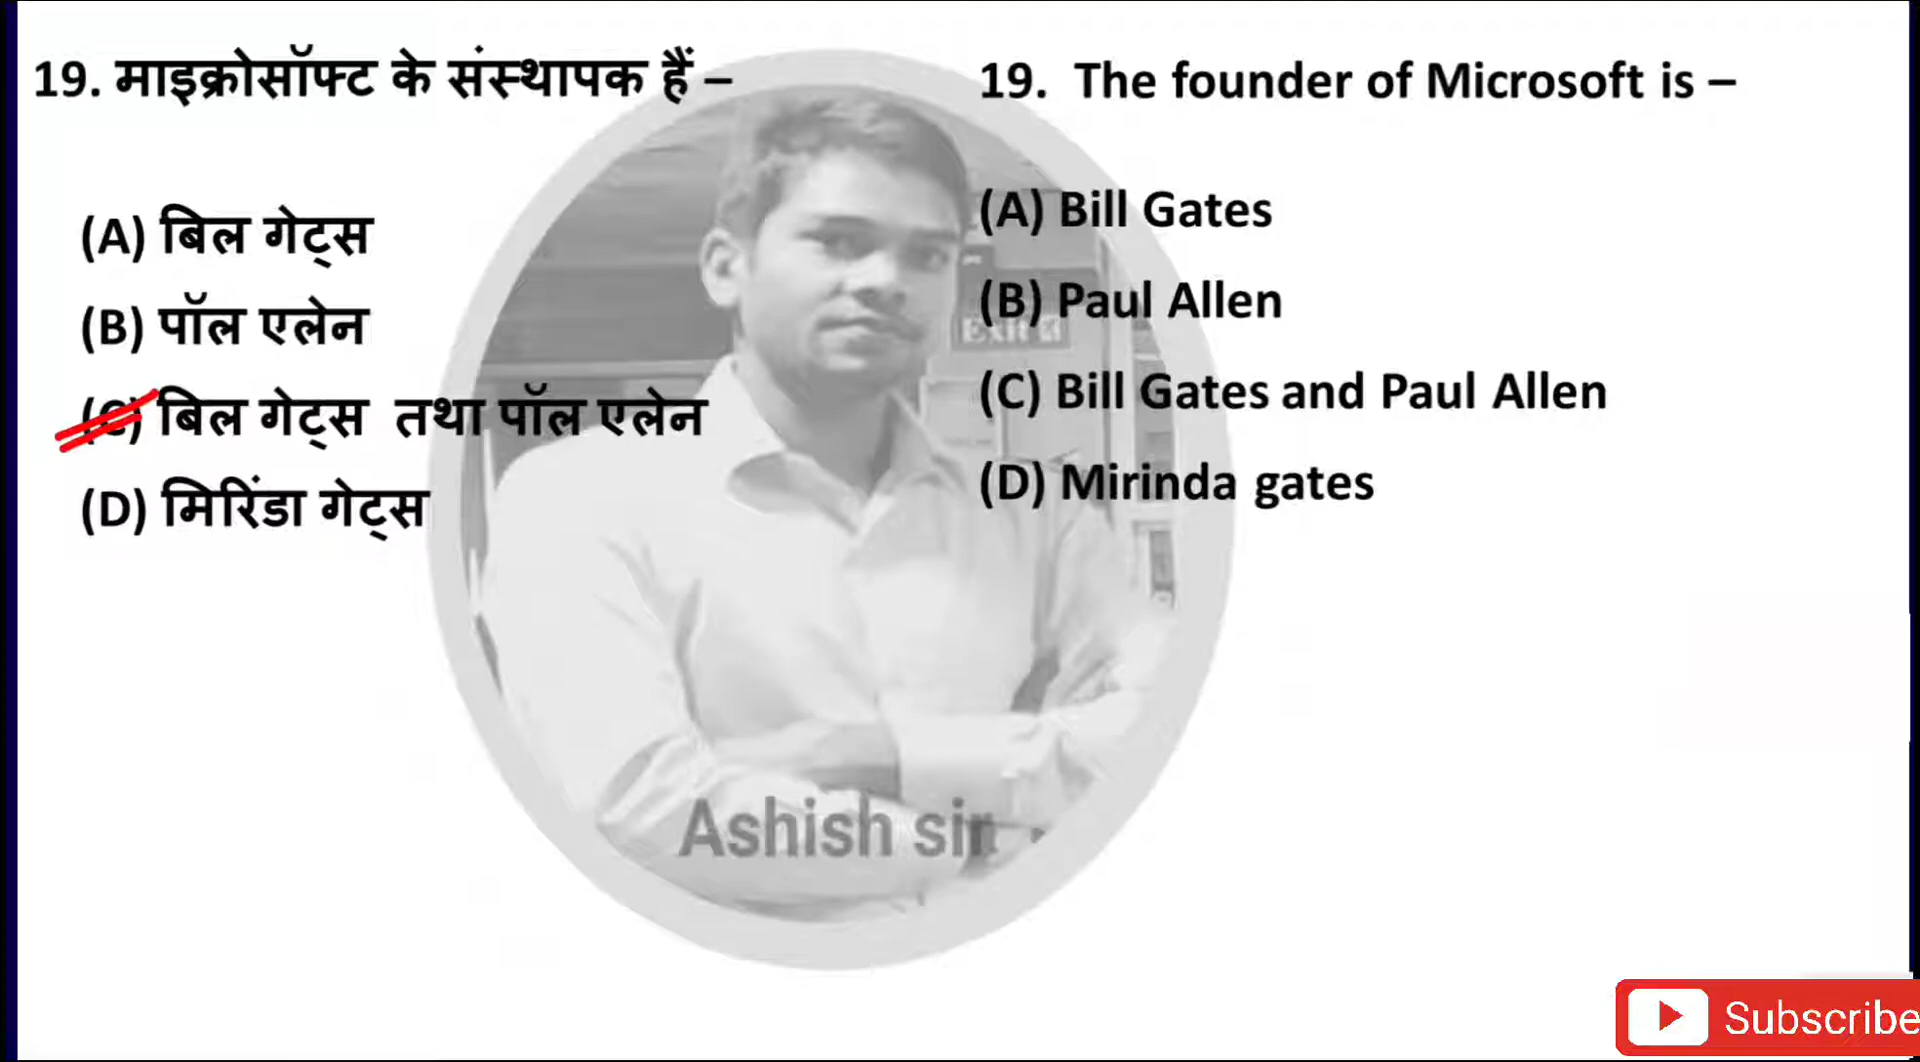 19. माइक्रोसॉफ्ट के संस्थापक हैं –
(A) बिल गेट्स
(B) पॉल एलेन
(C) बिल गेट्स तथा पॉल एलेन
(D) मिरिंडा गेट्स
19. The founder of Microsoft is –
(A) Bill Gates
(B) Paul Allen
(C) Bill Gates and Paul Allen
(D) Mirinda gates
Exit
Ashish sir
Subscribe